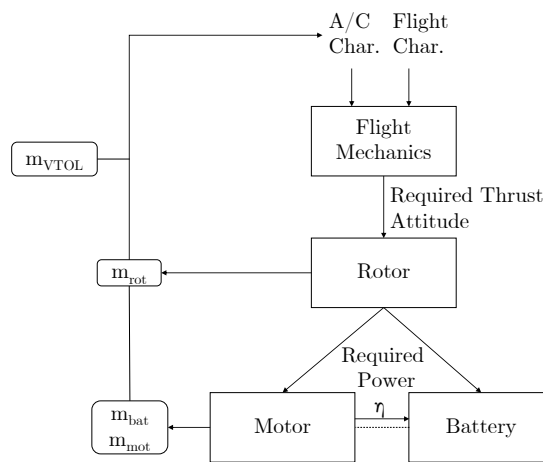 A/C Flight
Char. Char.
Flight
Mechanics
m_VTOL
Required Thrust
Attitude
Rotor
m_rot
Required
Power
η
Motor
Battery
m_bat
m_mot